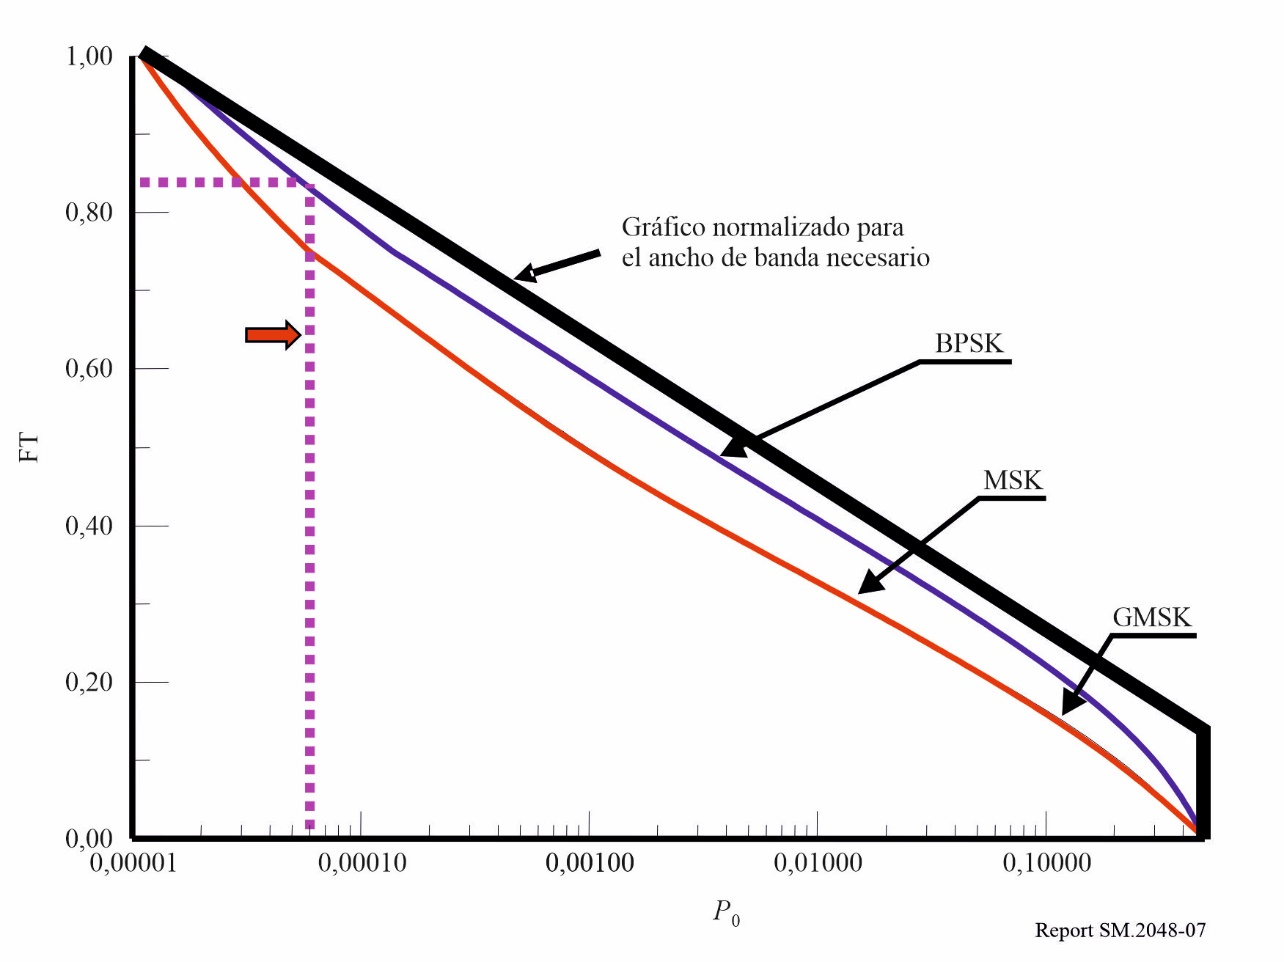 1,00
0,80
0,60
0,40
0,20
0,00
FT
Gráfico normalizado para
el ancho de banda necesario
BPSK
MSK
GMSK
0,00001
0,00010
0,00100
0,01000
0,10000
P0
Report SM.2048-07